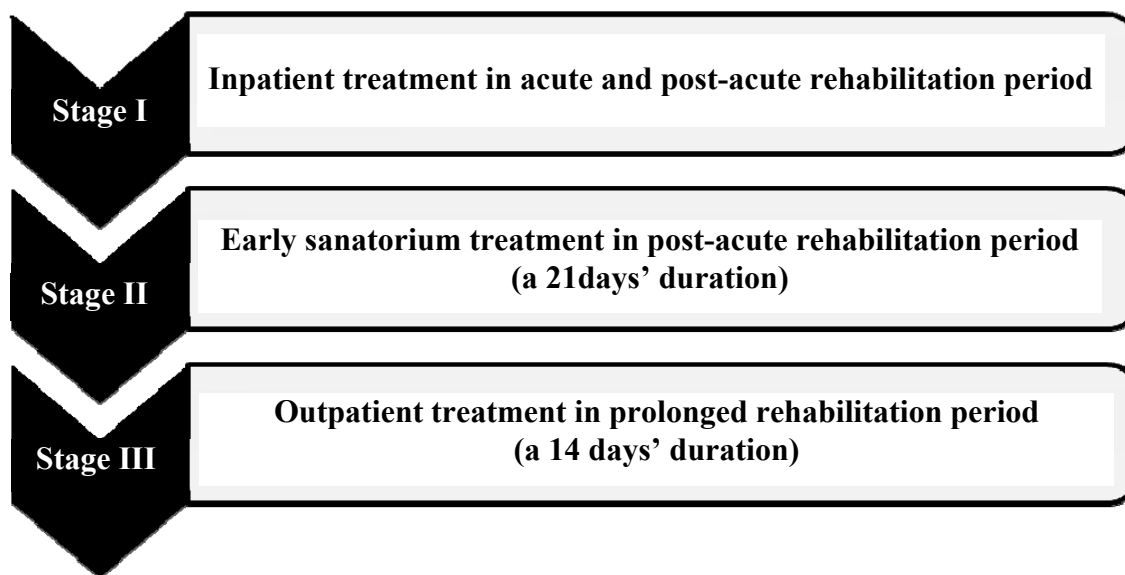 Stage I
Inpatient treatment in acute and post-acute rehabilitation period
Stage II
Early sanatorium treatment in post-acute rehabilitation period
(a 21days’ duration)
Stage III
Outpatient treatment in prolonged rehabilitation period
(a 14 days’ duration)